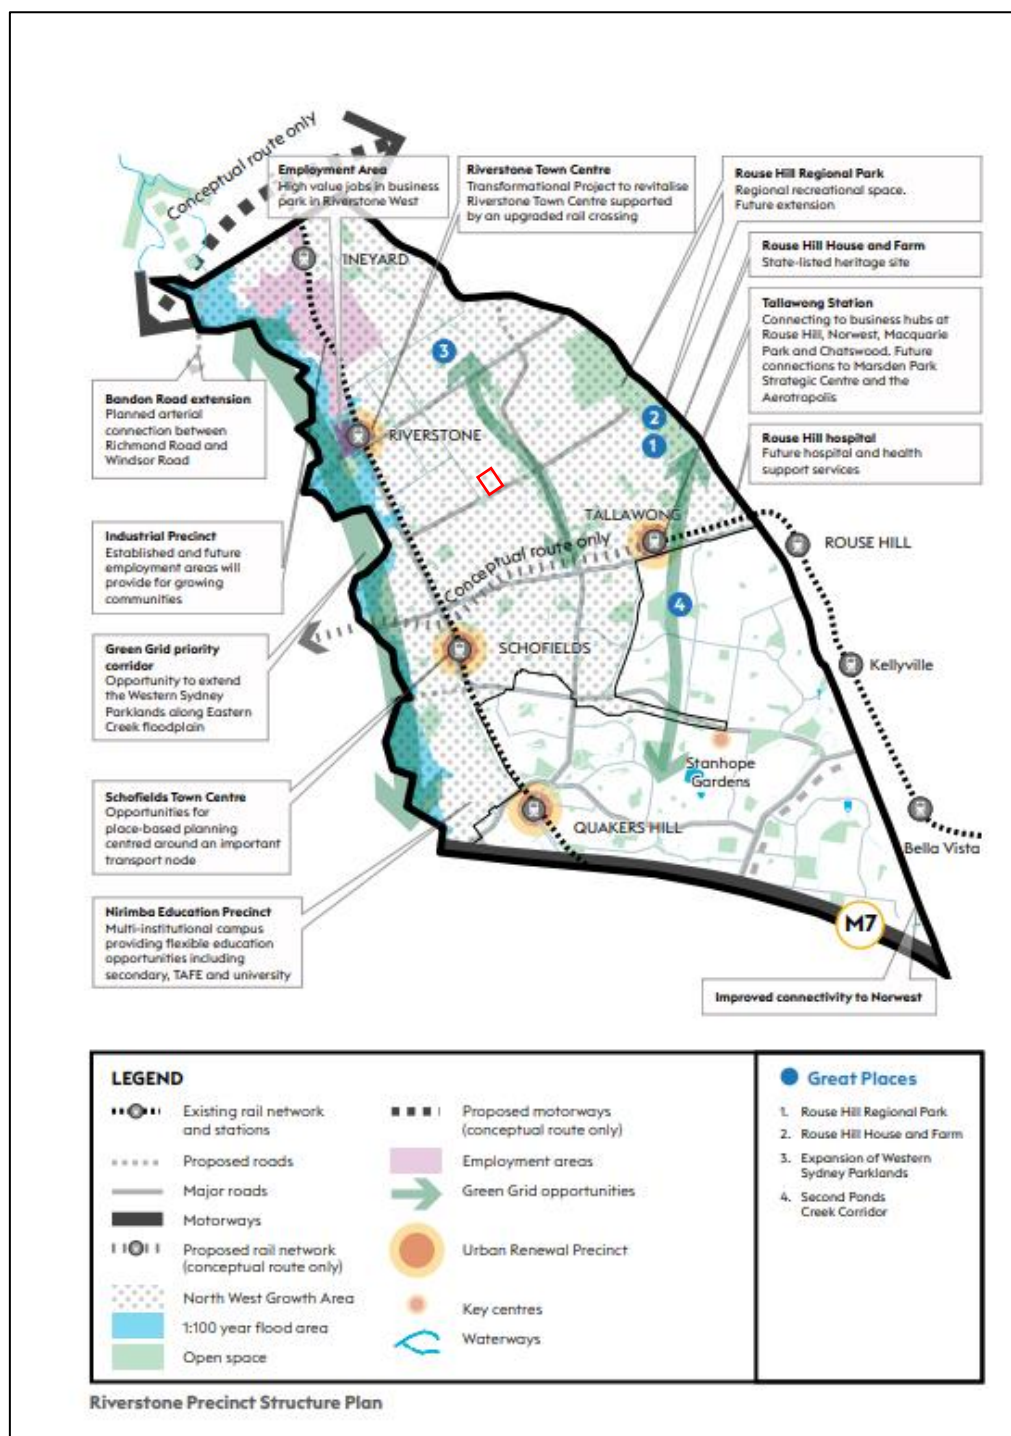 Conceptual route only
Employment Area
High value jobs in business
park in Riverstone West
Riverstone Town Centre
Transformational Project to revitalise
Riverstone Town Centre supported
by an upgraded rail crossing
Rouse Hill Regional Park
Regional recreational space.
Future extension
Rouse Hill House and Farm
State-listed heritage site
Tallawong Station
Connecting to business hubs at
Rouse Hill, Norwest, Macquarie
Park and Chatswood. Future
connections to Marsden Park
Strategic Centre and the
Aerotropolis
Rouse Hill hospital
Future hospital and health
support services
INEYARD
3
2
1
RIVERSTONE
TALLAWONG
Conceptual route only
ROUSE HILL
4
SCHOFIELDS
Kellyville
Stanhope
Gardens
QUAKERS HILL
Bella Vista
M7
Bandon Road extension
Planned arterial
connection between
Richmond Road and
Windsor Road
Industrial Precinct
Established and future
employment areas will
provide for growing
communities
Green Grid priority
corridor
Opportunity to extend
the Western Sydney
Parklands along Eastern
Creek floodplain
Schofields Town Centre
Opportunities for
place-based planning
centred around an important
transport node
Nirimba Education Precinct
Multi-institutional campus
providing flexible education
opportunities including
secondary, TAFE and university
Improved connectivity to Norwest
LEGEND
Existing rail network
and stations
Proposed roads
Major roads
Motorways
Proposed rail network
(conceptual route only)
North West Growth Area
1:100 year flood area
Open space
Proposed motorways
(conceptual route only)
Employment areas
Green Grid opportunities
Urban Renewal Precinct
Key centres
Waterways
Great Places
1. Rouse Hill Regional Park
2. Rouse Hill House and Farm
3. Expansion of Western
Sydney Parklands
4. Second Ponds
Creek Corridor
Riverstone Precinct Structure Plan